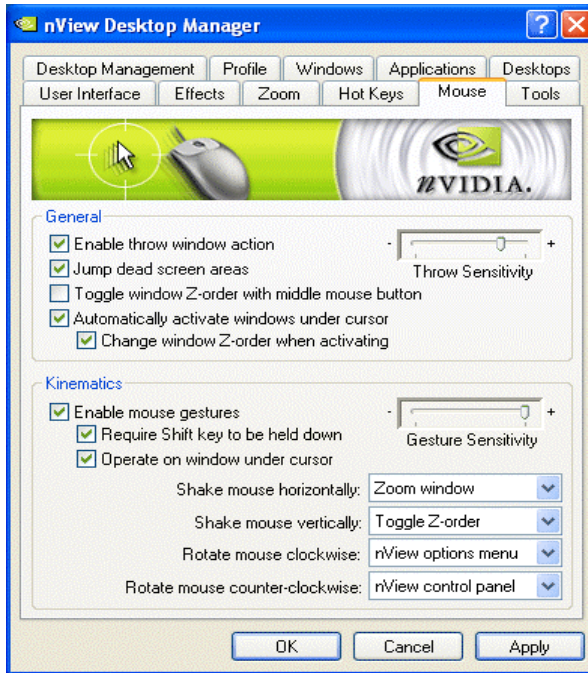 nView Desktop Manager
Desktop Management Profile Windows Applications Desktops
User Interface Effects Zoom Hot Keys Mouse Tools
nVIDIA.
General
Enable throw window action - +
Jump dead screen areas Throw Sensitivity
Toggle window Z-order with middle mouse button
Automatically activate windows under cursor
Change window Z-order when activating
Kinematics
Enable mouse gestures - +
Require Shift key to be held down Gesture Sensitivity
Operate on window under cursor
Shake mouse horizontally: Zoom window
Shake mouse vertically: Toggle Z-order
Rotate mouse clockwise: nView options menu
Rotate mouse counter-clockwise: nView control panel
OK Cancel Apply